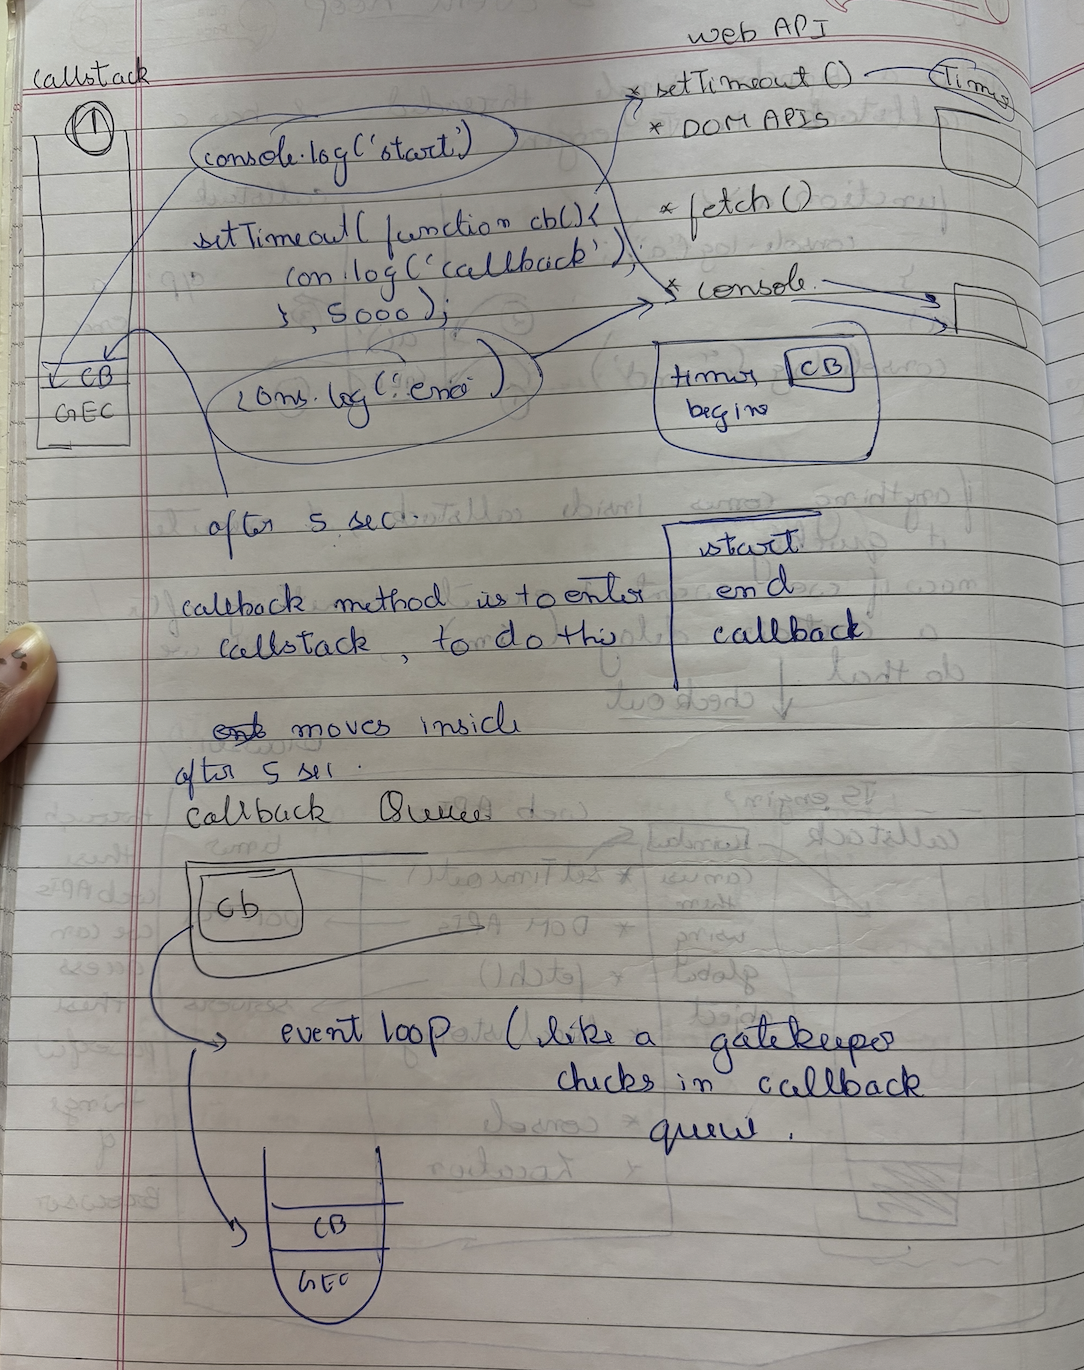 web API
Callstack
1
* setTimeout () Timer
* DOM APIs
console.log('start')
* fetch ()
setTimeout( function cb() {
con.log('callback');
}, 5000);
* console.
CB
GEC
cons.log('end')
timer CB
begins
after 5 sec.
start
end
callback
callback method is to enter
callstack, to do this
moves inside
after 5 sec.
callback Queue
cb
event loop ( like a gatekeeper
checks in callback
queue.
CB
GEC